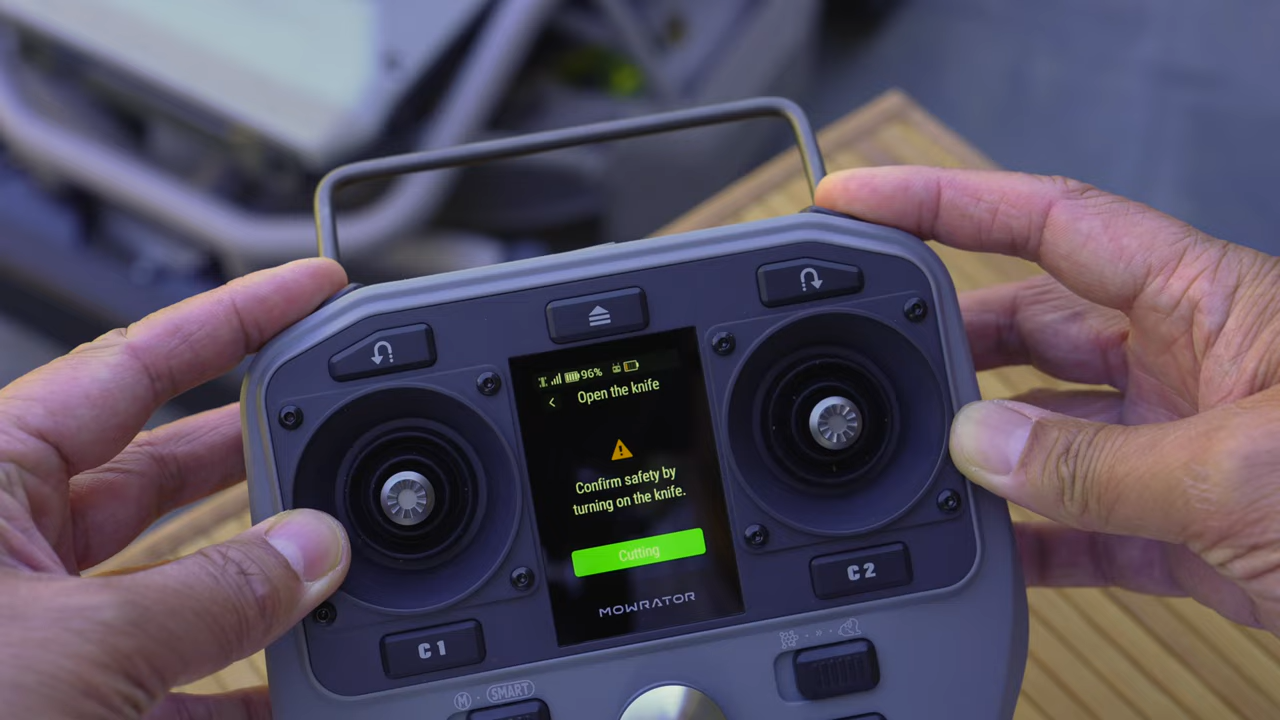 96%
Open the knife
Confirm safety by
turning on the knife.
Cutting
MOWRATOR
C1
C2
M · SMART